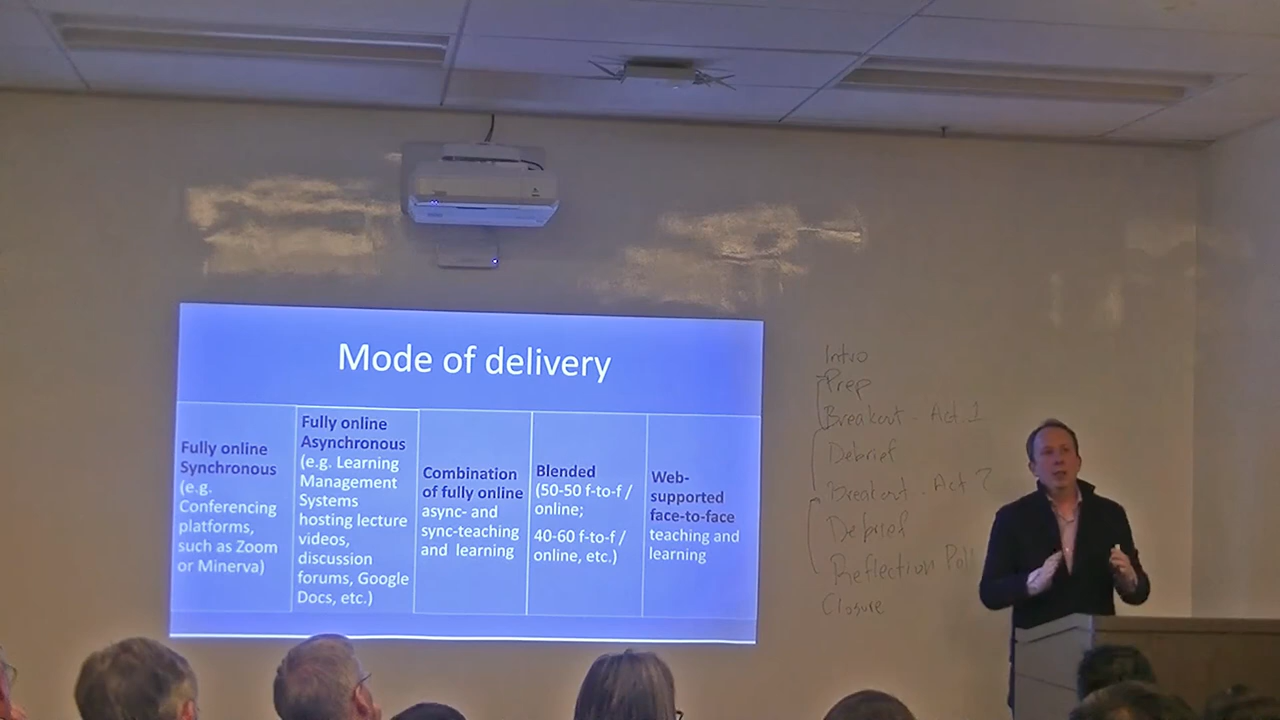 Mode of delivery
Fully online
Synchronous
(e.g.
Conferencing
platforms,
such as Zoom
or Minerva)
Fully online
Asynchronous
(e.g. Learning
Management
Systems
hosting lecture
videos,
discussion
forums, Google
Docs, etc.)
Combination
of fully online
async- and
sync-teaching
and learning
Blended
(50-50 f-to-f /
online;
40-60 f-to-f /
online, etc.)
Web-
supported
face-to-face
teaching and
learning
Intro
Prep
Breakout - Act 1
Debrief
Breakout - Act 2
Debrief
Reflection Poll
Closure